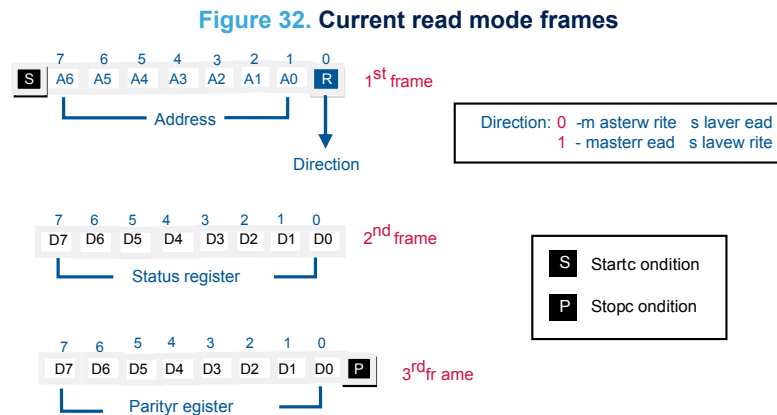 Figure 32. Current read mode frames
7 6 5 4 3 2 1 0
S A6 A5 A4 A3 A2 A1 A0 R 1st frame
Address
Direction
Direction: 0 -m asterw rite s laver ead
1 - masterr ead s lavew rite
7 6 5 4 3 2 1 0
D7 D6 D5 D4 D3 D2 D1 D0 2nd frame
Status register
S Startc ondition
P Stopc ondition
7 6 5 4 3 2 1 0
D7 D6 D5 D4 D3 D2 D1 D0 P 3rdfr ame
Parityr egister